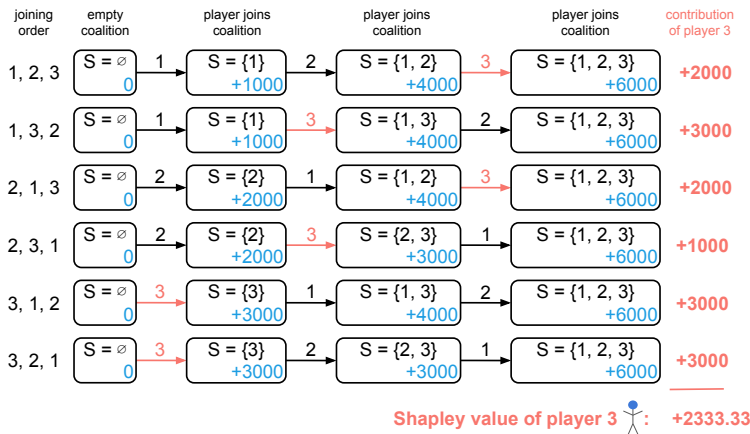 joining order empty coalition player joins coalition player joins coalition player joins coalition contribution of player 3
1, 2, 3 S = ∅ 0 1 S = {1} +1000 2 S = {1, 2} +4000 3 S = {1, 2, 3} +6000 +2000
1, 3, 2 S = ∅ 0 1 S = {1} +1000 3 S = {1, 3} +4000 2 S = {1, 2, 3} +6000 +3000
2, 1, 3 S = ∅ 0 2 S = {2} +2000 1 S = {1, 2} +4000 3 S = {1, 2, 3} +6000 +2000
2, 3, 1 S = ∅ 0 2 S = {2} +2000 3 S = {2, 3} +3000 1 S = {1, 2, 3} +6000 +1000
3, 1, 2 S = ∅ 0 3 S = {3} +3000 1 S = {1, 3} +4000 2 S = {1, 2, 3} +6000 +3000
3, 2, 1 S = ∅ 0 3 S = {3} +3000 2 S = {2, 3} +3000 1 S = {1, 2, 3} +6000 +3000
Shapley value of player 3 : +2333.33